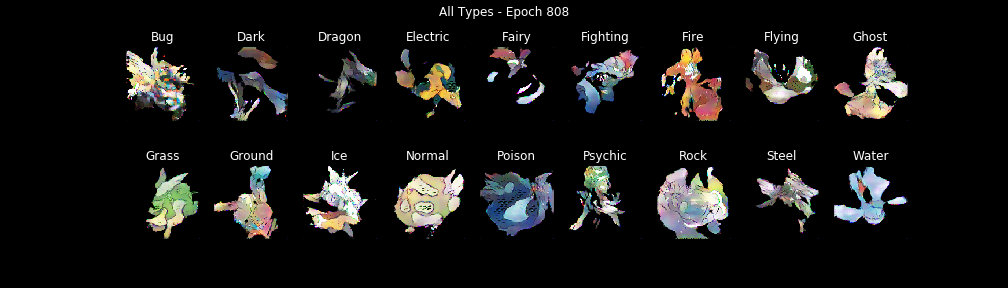 All Types - Epoch 808
Bug Dark Dragon Electric Fairy Fighting Fire Flying Ghost
Grass Ground Ice Normal Poison Psychic Rock Steel Water